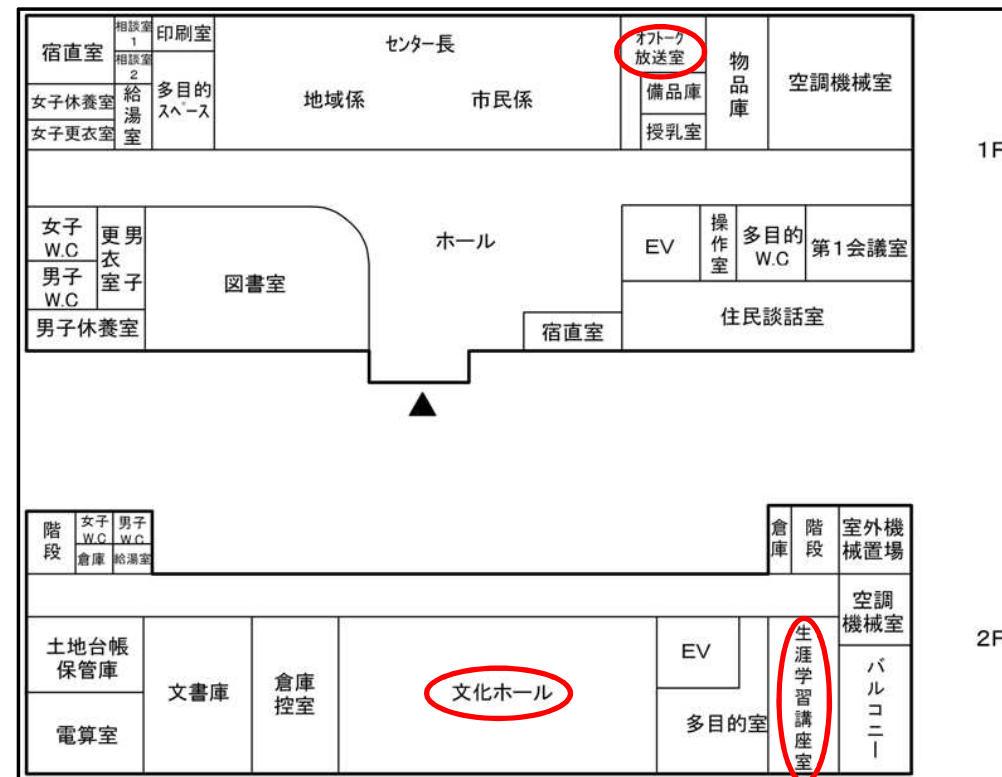 宿直室
相談室
1
相談室
2
印刷室
センター長
オフトーク
放送室
物品庫
空調機械室
女子休養室
女子更衣室
給湯室
多目的
スペース
地域係
市民係
備品庫
授乳室
1F
女子
W.C
男子
W.C
男子更衣室
男子休養室
図書室
ホール
宿直室
EV
操作室
多目的
W.C
第1会議室
住民談話室
▲
階段
女子
W.C
男子
W.C
倉庫
給湯室
倉庫
階段
室外機
械置場
空調
機械室
2F
土地台帳
保管庫
電算室
文書庫
倉庫
控室
文化ホール
EV
多目的室
生涯学習講座室
バルコニー